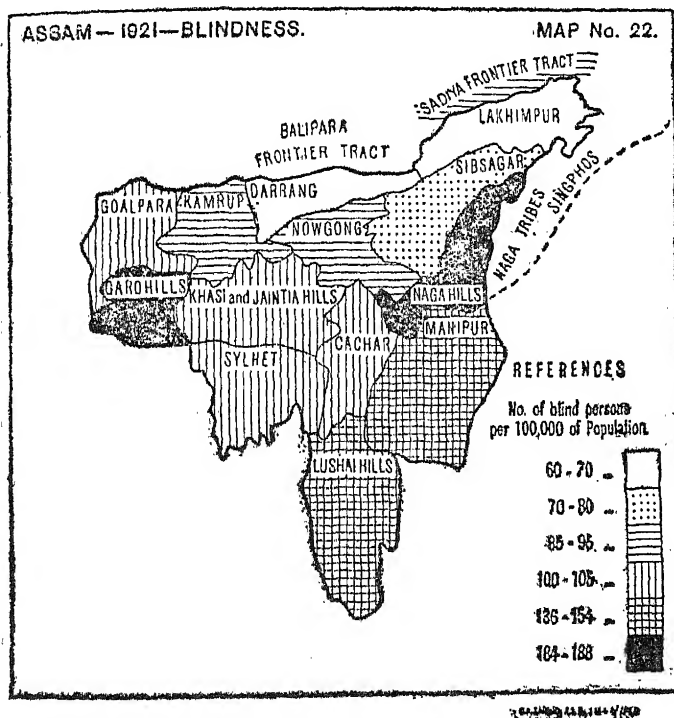 ASSAM — 1921 — BLINDNESS.
MAP No. 22.
SADIYA FRONTIER TRACT
LAKHIMPUR
BALIPARA
FRONTIER TRACT
SIBSAGAR
DARRANG
GOALPARA
KAMRUP
NOWGONG
NAGA TRIBES
SINGPHOS
GARO HILLS
KHASI and JAINTIA HILLS
NAGA HILLS
MANIPUR
CACHAR
SYLHET
LUSHAI HILLS
REFERENCES
No. of blind persons
per 100,000 of Population
60 - 70
70 - 80
85 - 95
100 - 105
136 - 154
184 - 188